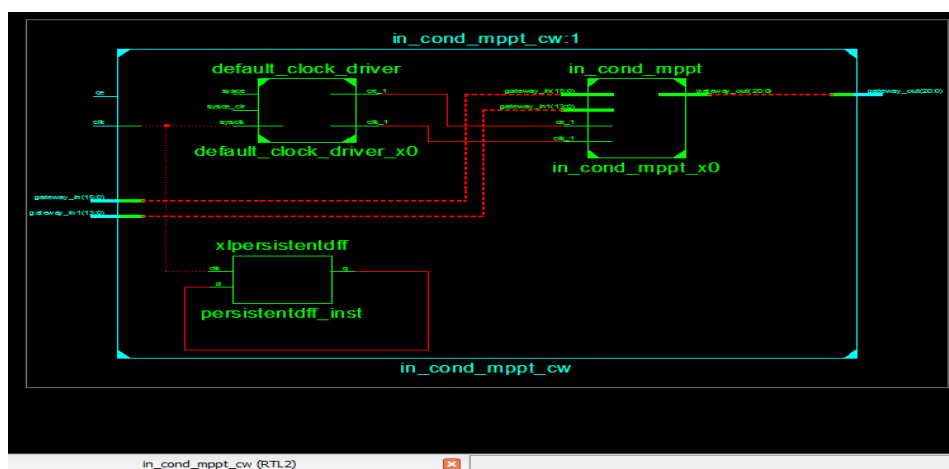 in_cond_mppt_cw:1
default_clock_driver
in_cond_mppt
ce
sysce
ce_1
gateway_in(15:0)
gateway_out(20:0)
gateway_out(20:0)
sysce_clr
gateway_in1(13:0)
clk
sysclk
clk_1
ce_1
clk_1
default_clock_driver_x0
in_cond_mppt_x0
gateway_in(15:0)
gateway_in1(13:0)
xlpersistentdff
clk
q
d
persistentdff_inst
in_cond_mppt_cw
in_cond_mppt_cw (RTL2)